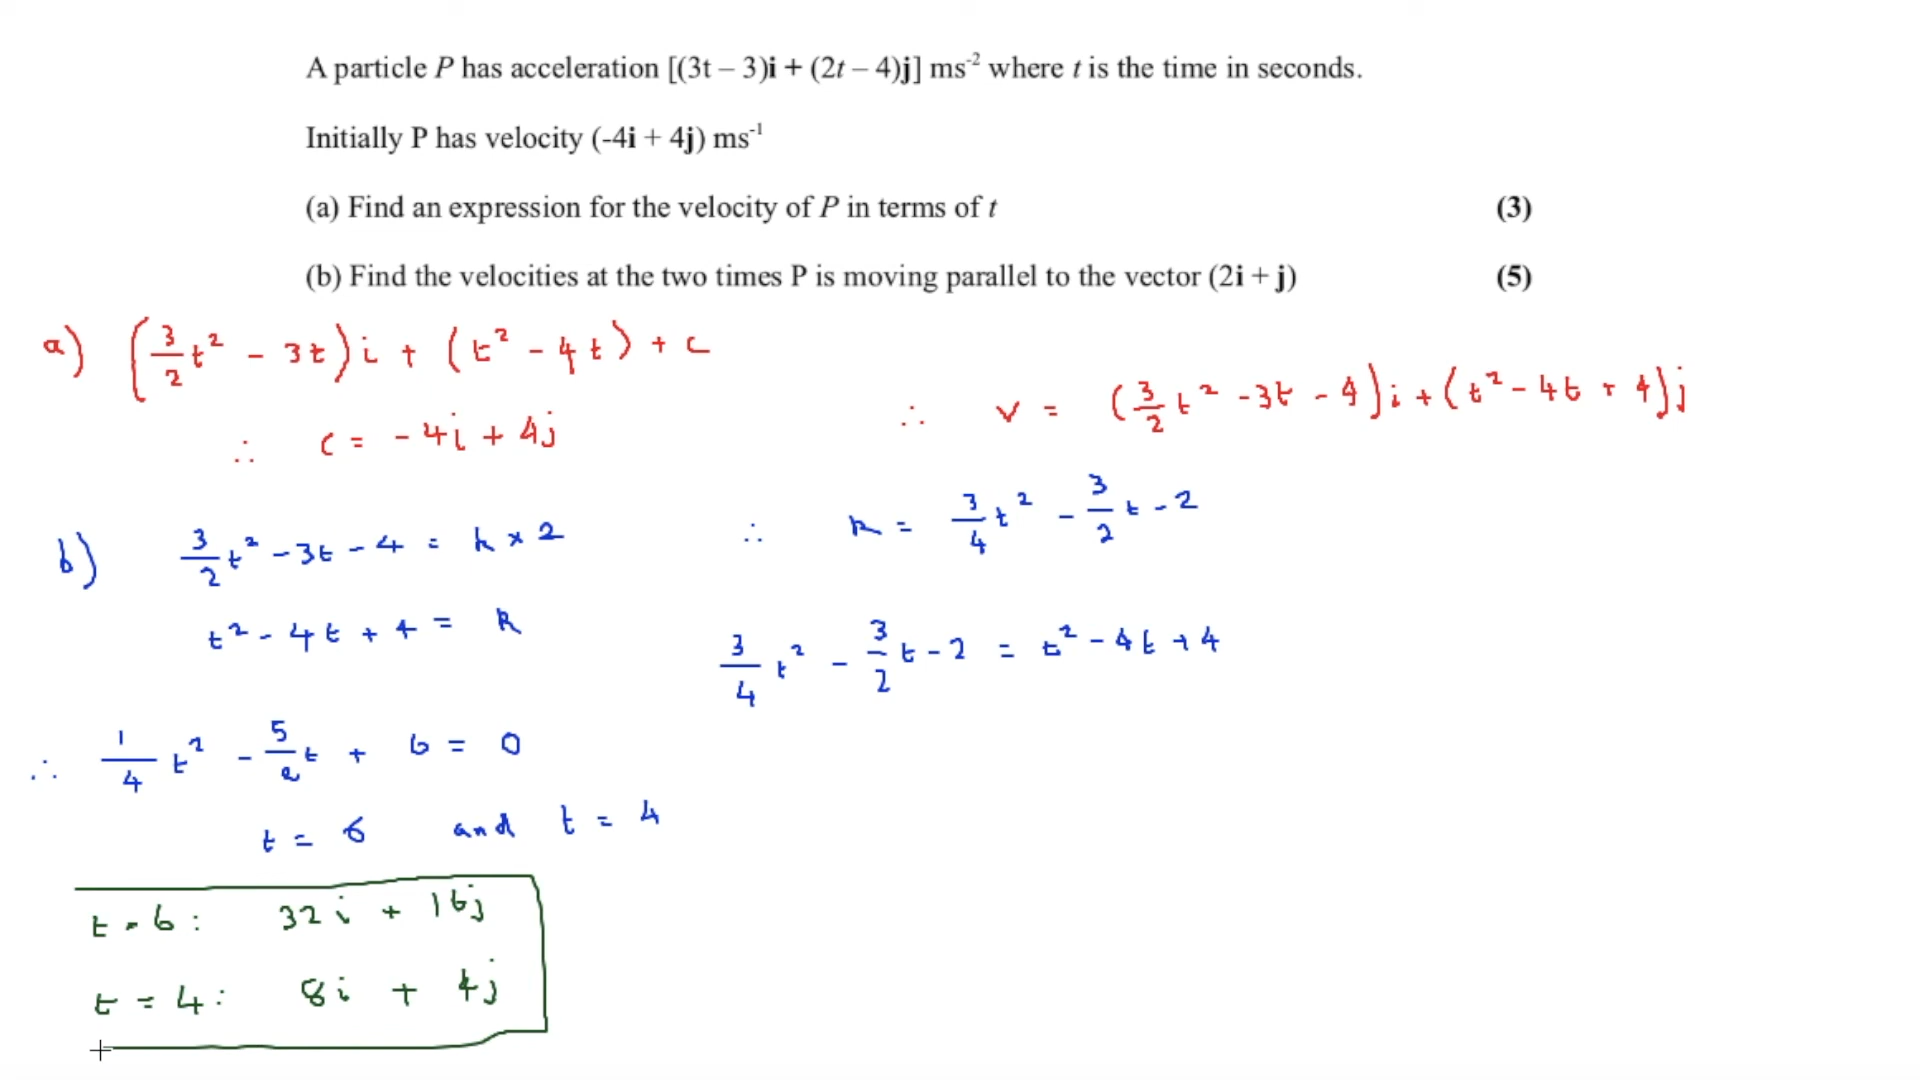 A particle P has acceleration [(3t – 3)i + (2t – 4)j] ms⁻² where t is the time in seconds.
Initially P has velocity (-4i + 4j) ms⁻¹
(a) Find an expression for the velocity of P in terms of t (3)
(b) Find the velocities at the two times P is moving parallel to the vector (2i + j) (5)
a) (3/2 t² - 3t)i + (t² - 4t) + c
∴ c = -4i + 4j
∴ v = (3/2 t² - 3t - 4)i + (t² - 4t + 4)j
b) 3/2 t² - 3t - 4 = k × 2
t² - 4t + 4 = k
∴ k = 3/4 t² - 3/2 t - 2
3/4 t² - 3/2 t - 2 = t² - 4t + 4
∴ 1/4 t² - 5/2 t + 6 = 0
t = 6 and t = 4
t = 6: 32i + 16j
t = 4: 8i + 4j